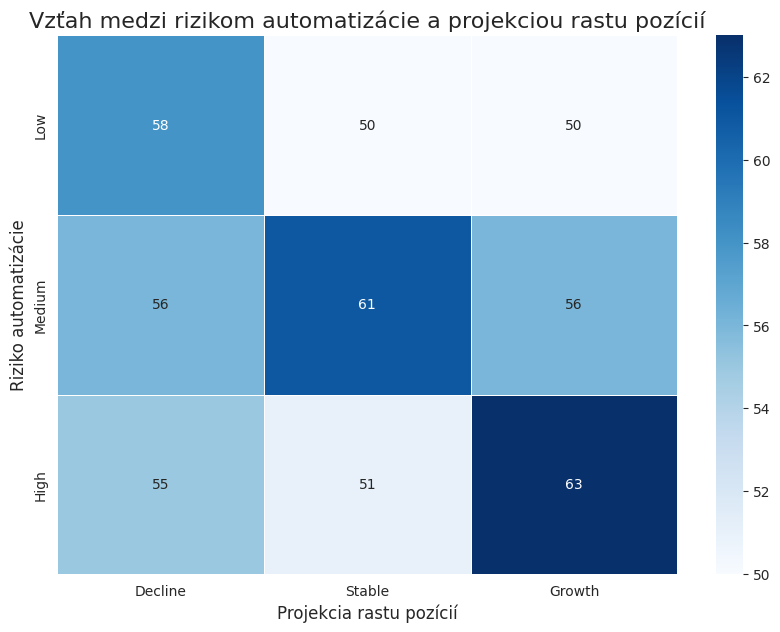 Vzťah medzi rizikom automatizácie a projekciou rastu pozícií
Riziko automatizácie
Low
58 50 50
Medium
56 61 56
High
55 51 63
Decline Stable Growth
Projekcia rastu pozícií
62
60
58
56
54
52
50